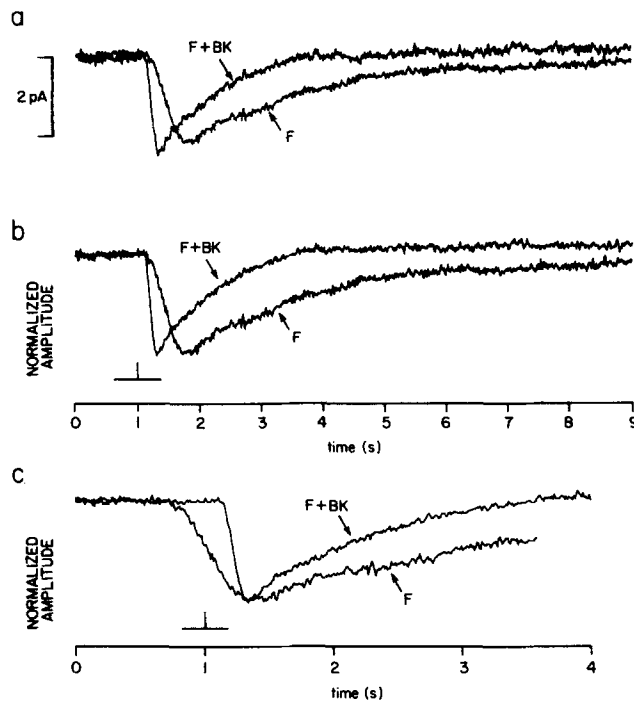 a
F+BK
2 pA
F
b
F+BK
NORMALIZED
AMPLITUDE
F
0 1 2 3 4 5 6 7 8 9
time (s)
c
F+BK
NORMALIZED
AMPLITUDE
F
0 1 2 3 4
time (s)